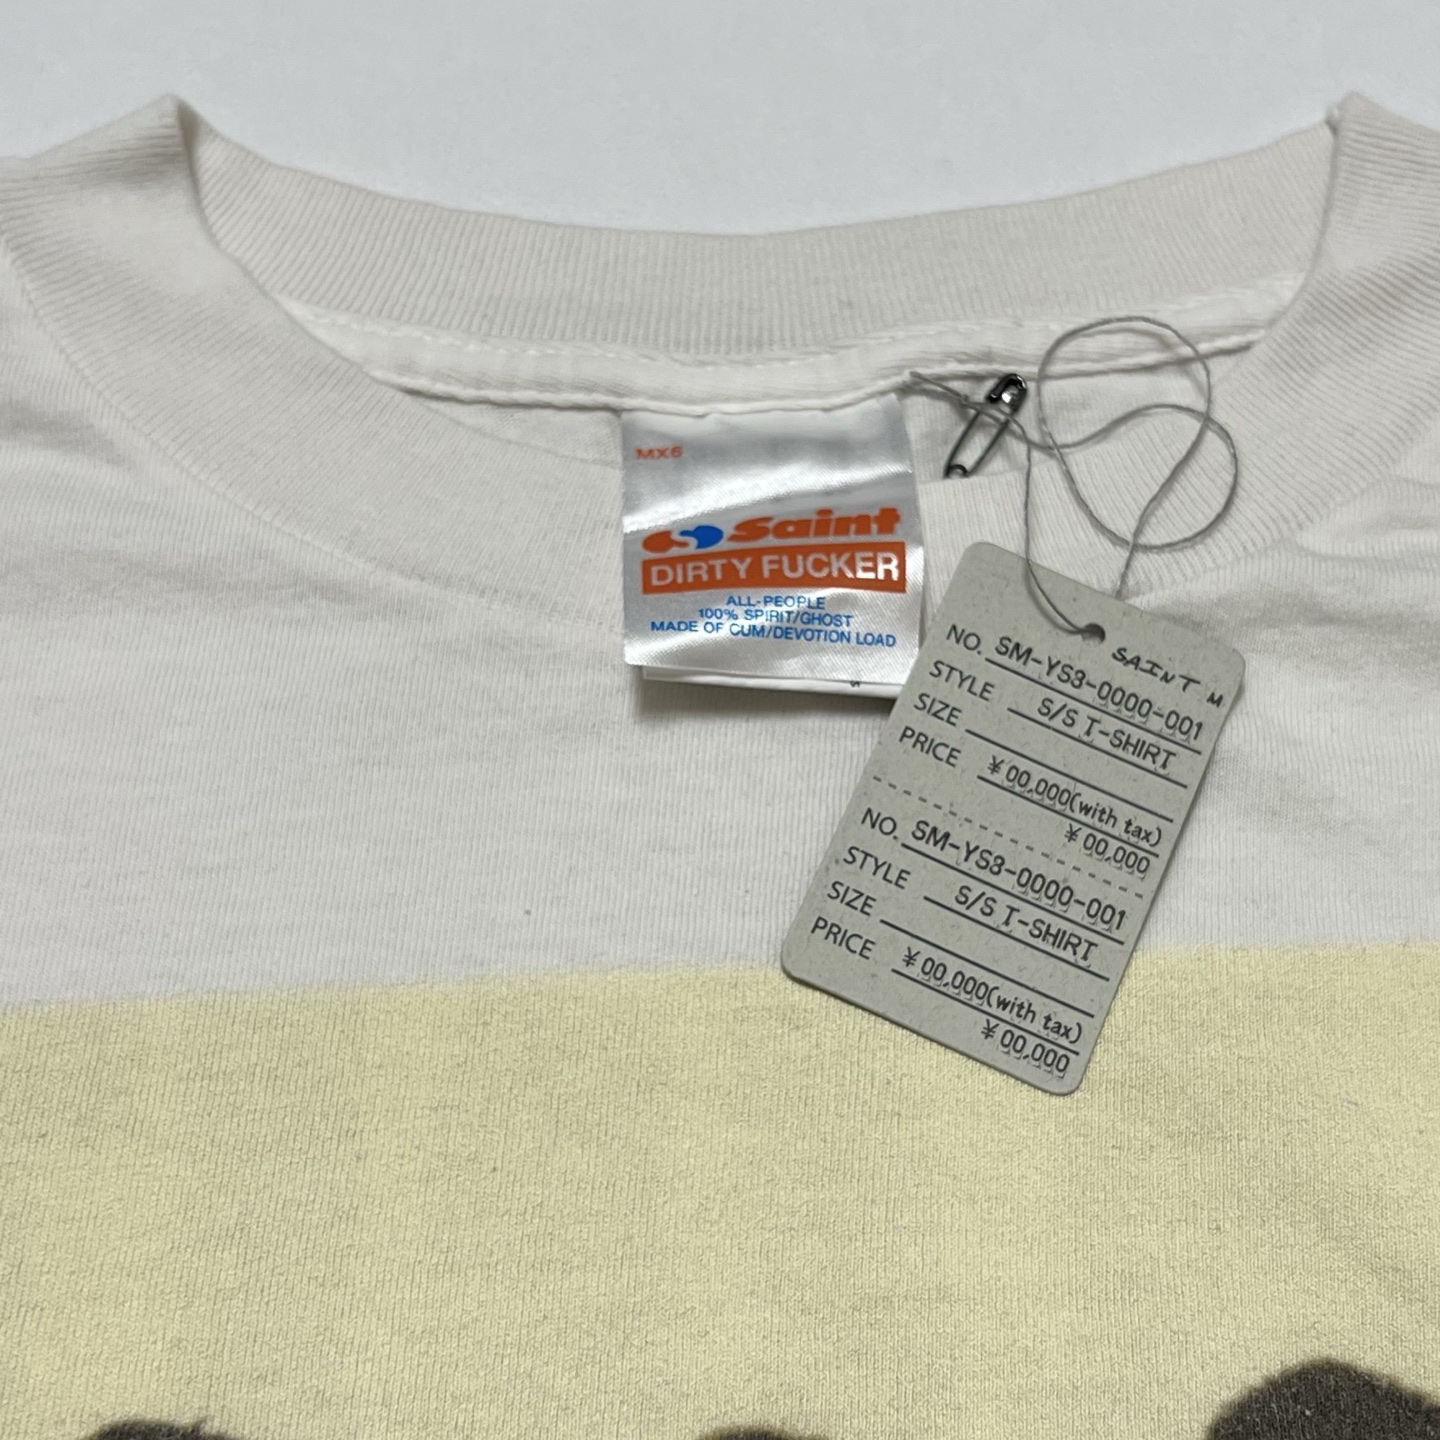 MX6
Saint
DIRTY FUCKER
ALL-PEOPLE
100% SPIRIT/GHOST
MADE OF CUM/DEVOTION LOAD
SAINT M
NO. SM-YS3-0000-001
STYLE S/S T-SHIRT
SIZE
PRICE ¥00,000(with tax)
¥00,000
NO. SM-YS3-0000-001
STYLE S/S T-SHIRT
SIZE
PRICE ¥00,000(with tax)
¥00,000